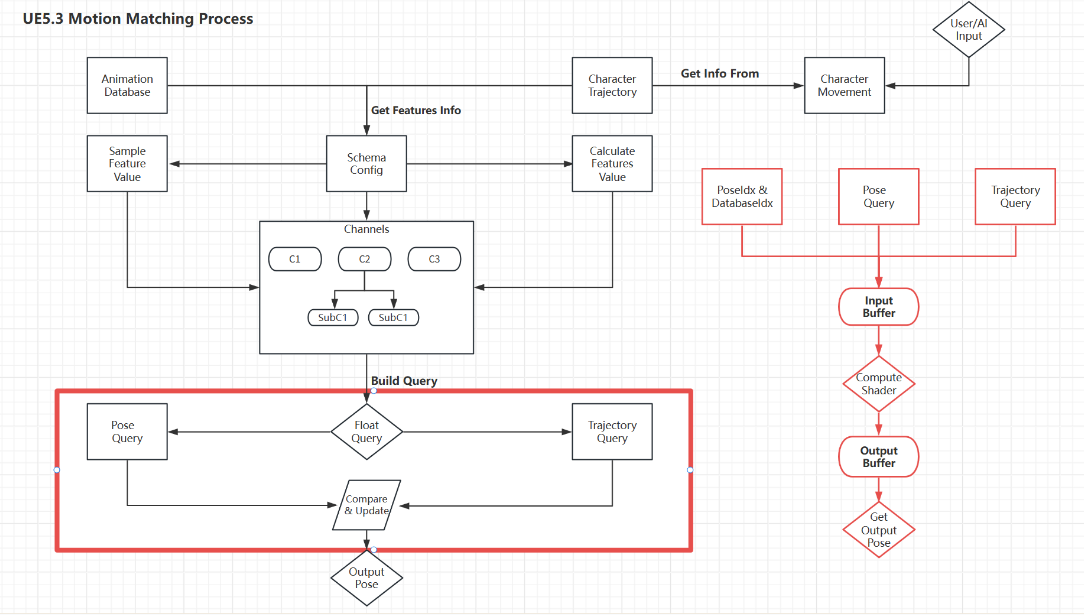 UE5.3 Motion Matching Process
User/AI
Input
Animation
Database
Character
Trajectory
Get Info From
Character
Movement
Get Features Info
Sample
Feature
Value
Schema
Config
Calculate
Features
Value
PoseIdx &
DatabaseIdx
Pose
Query
Trajectory
Query
Channels
C1
C2
C3
SubC1
SubC1
Input
Buffer
Build Query
Compute
Shader
Pose
Query
Float
Query
Trajectory
Query
Output
Buffer
Compare
& Update
Get
Output
Pose
Output
Pose